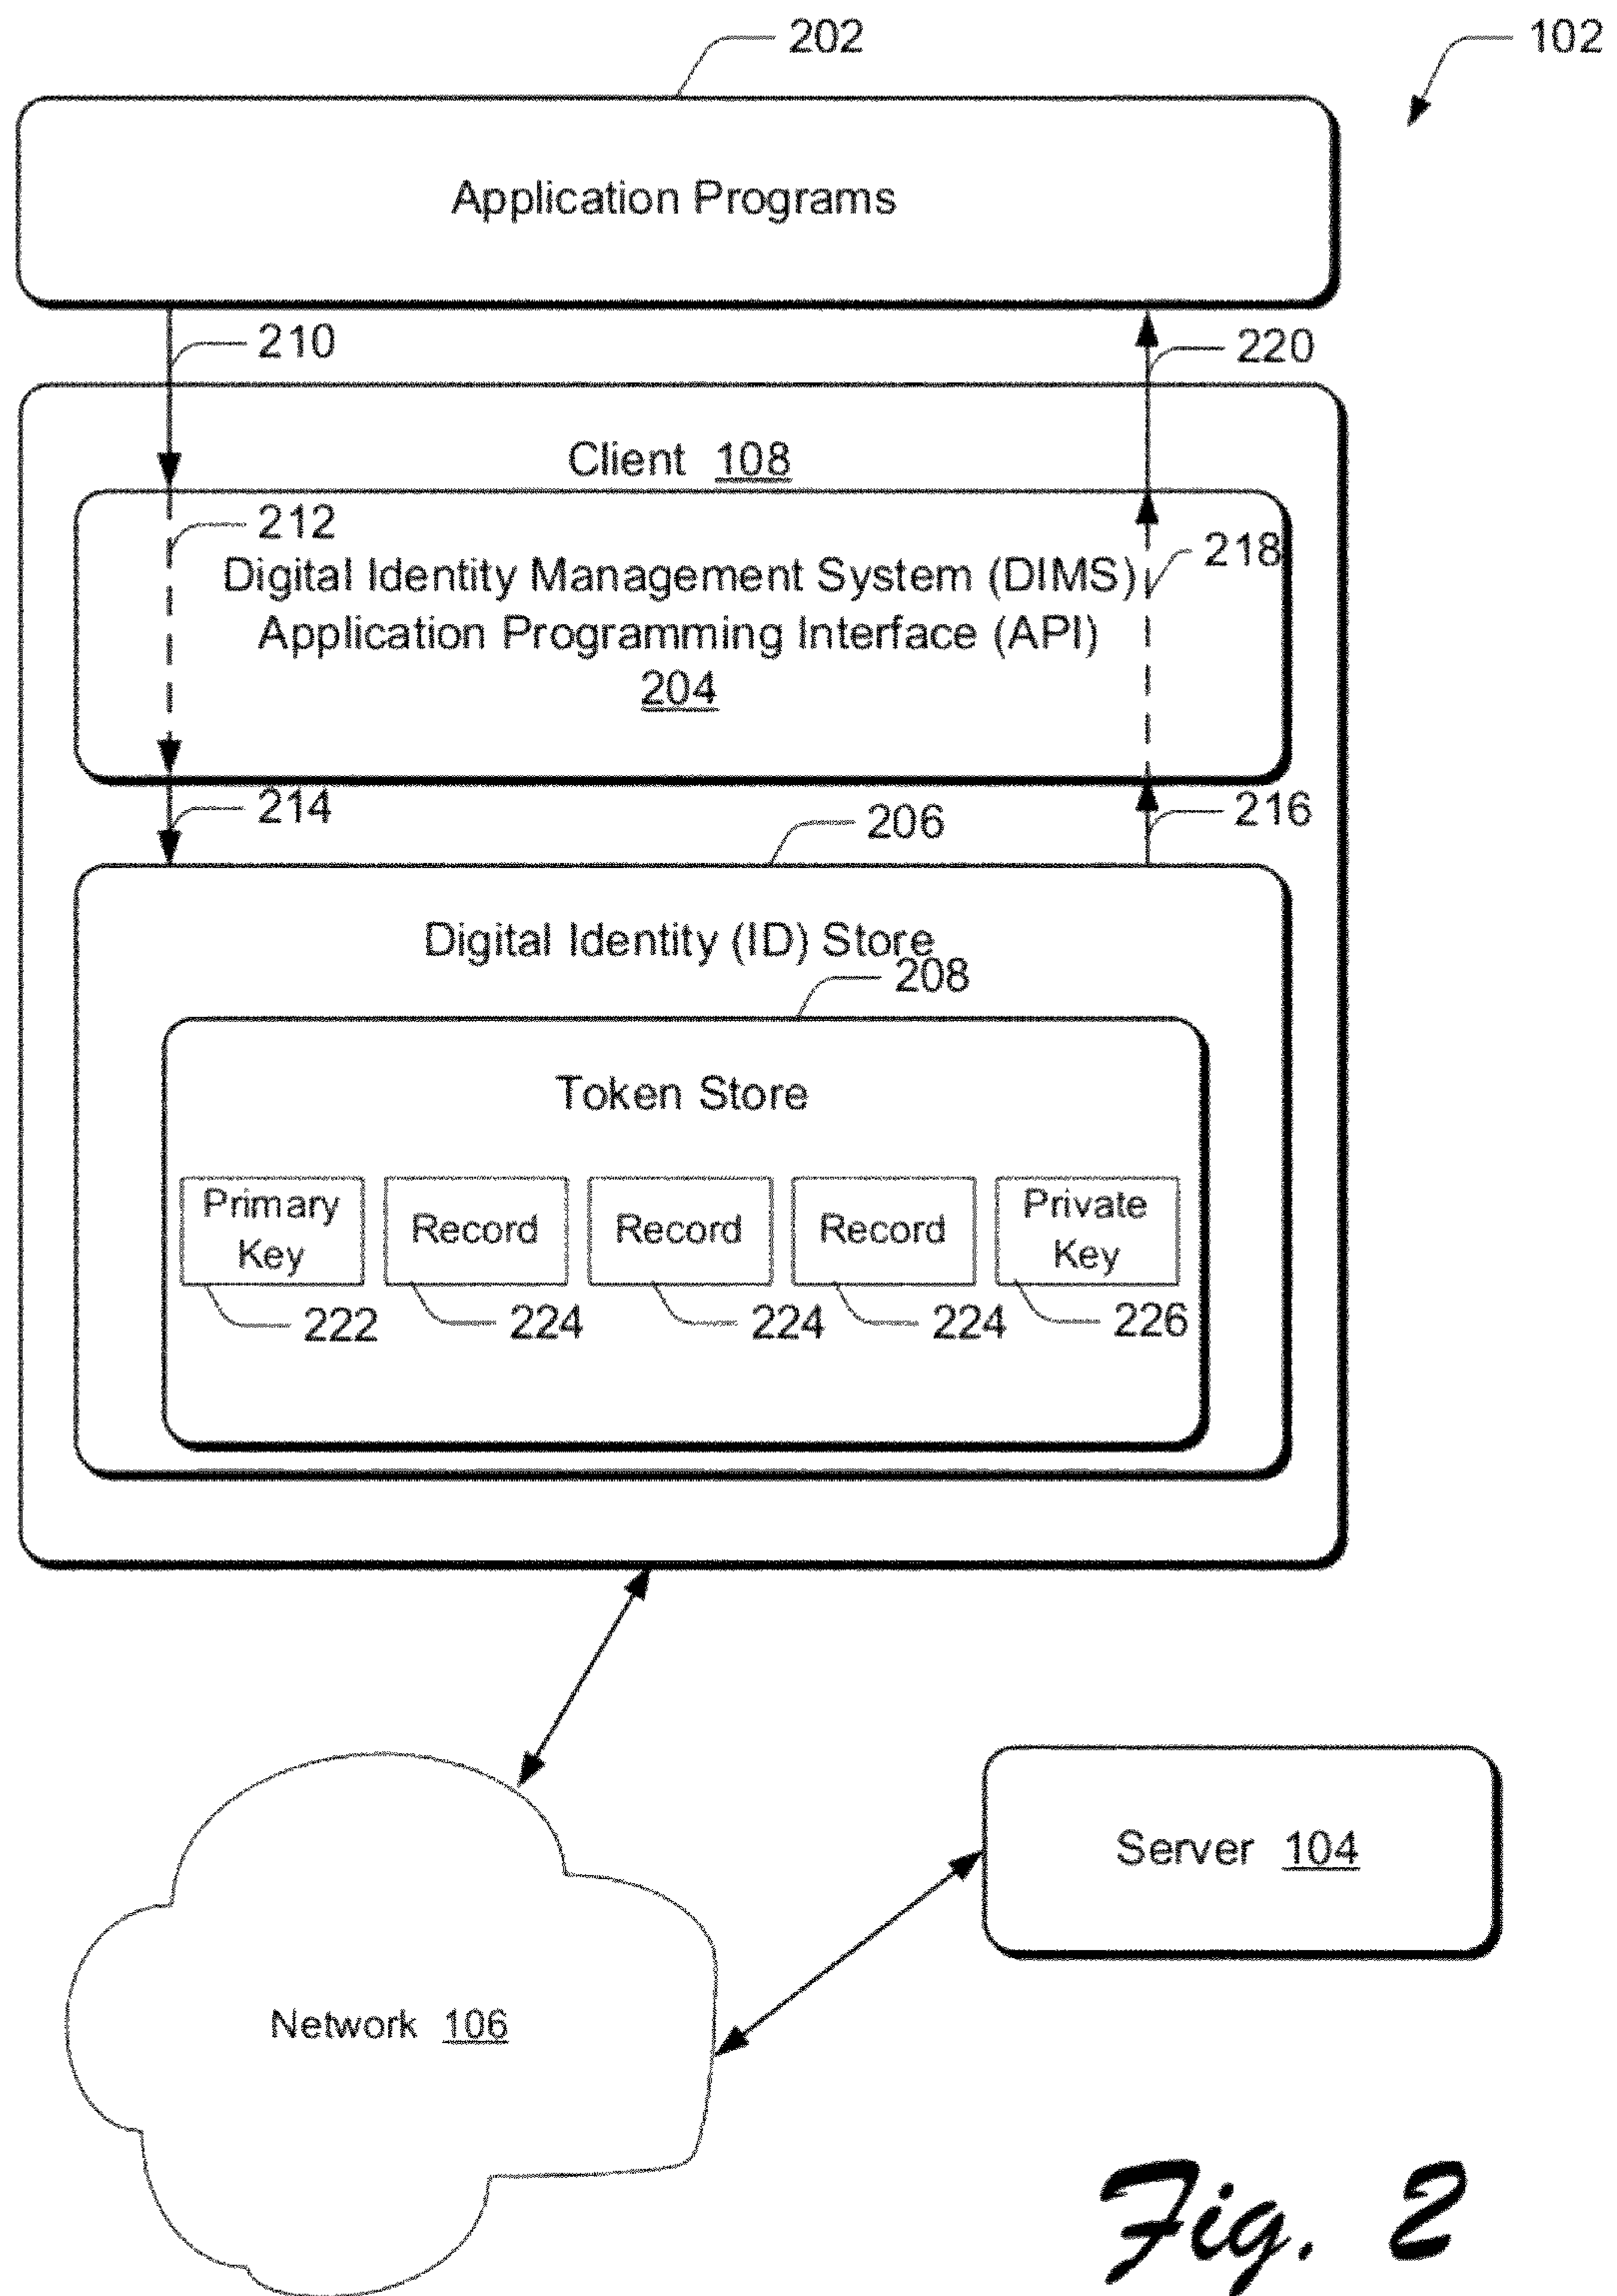 202
102
Application Programs
210
220
Client 108
212
218
Digital Identity Management System (DIMS)
Application Programming Interface (API)
204
214
216
206
Digital Identity (ID) Store
208
Token Store
Primary Key
Record
Record
Record
Private Key
222
224
224
224
226
Server 104
Network 106
Fig. 2